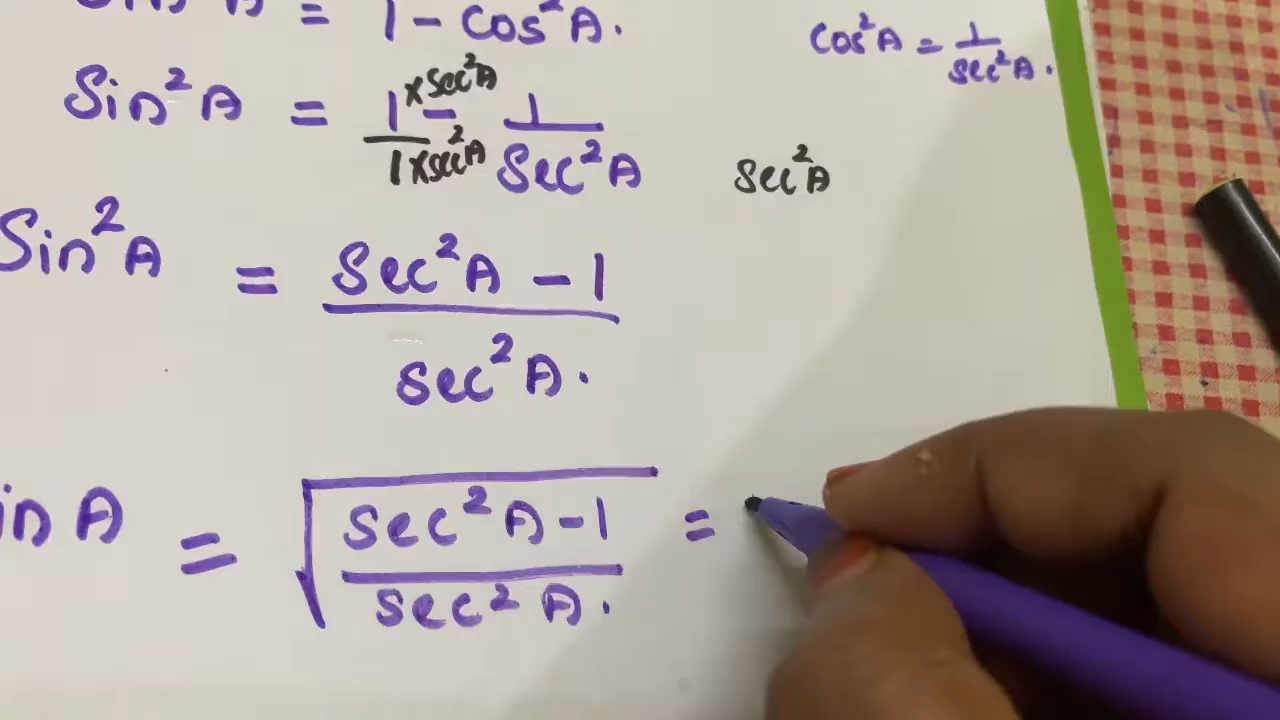 Sin²A = 1 - Cos²A.
Cos²A = 1/Sec²A.
Sin²A = 1×Sec²A/1×Sec²A - 1/Sec²A
Sec²A
Sin²A = Sec²A - 1/Sec²A.
in A = √Sec²A - 1/Sec²A. =